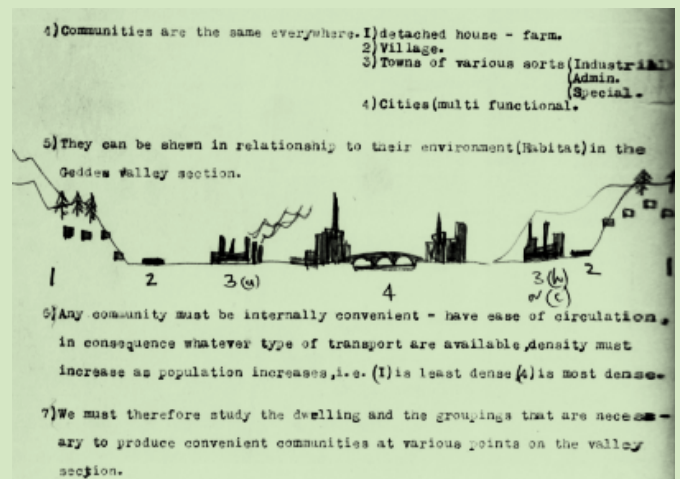 4)Communities are the same everywhere. I)detached house - farm.
2)Village.
3)Towns of various sorts(Industrial
(Admin.
(Special.
4)Cities(multi functional.
5)They can be shewn in relationship to their environment(Habitat)in the
Geddes Valley section.
1 2 3(a) 4 3(b) or (c) 2 1
6)Any community must be internally convenient - have ease of circulation,
in consequence whatever type of transport are available,density must
increase as population increases,i.e.(I)is least dense(4)is most dense.
7)We must therefore study the dwelling and the groupings that are necess-
ary to produce convenient communities at various points on the valley
section.